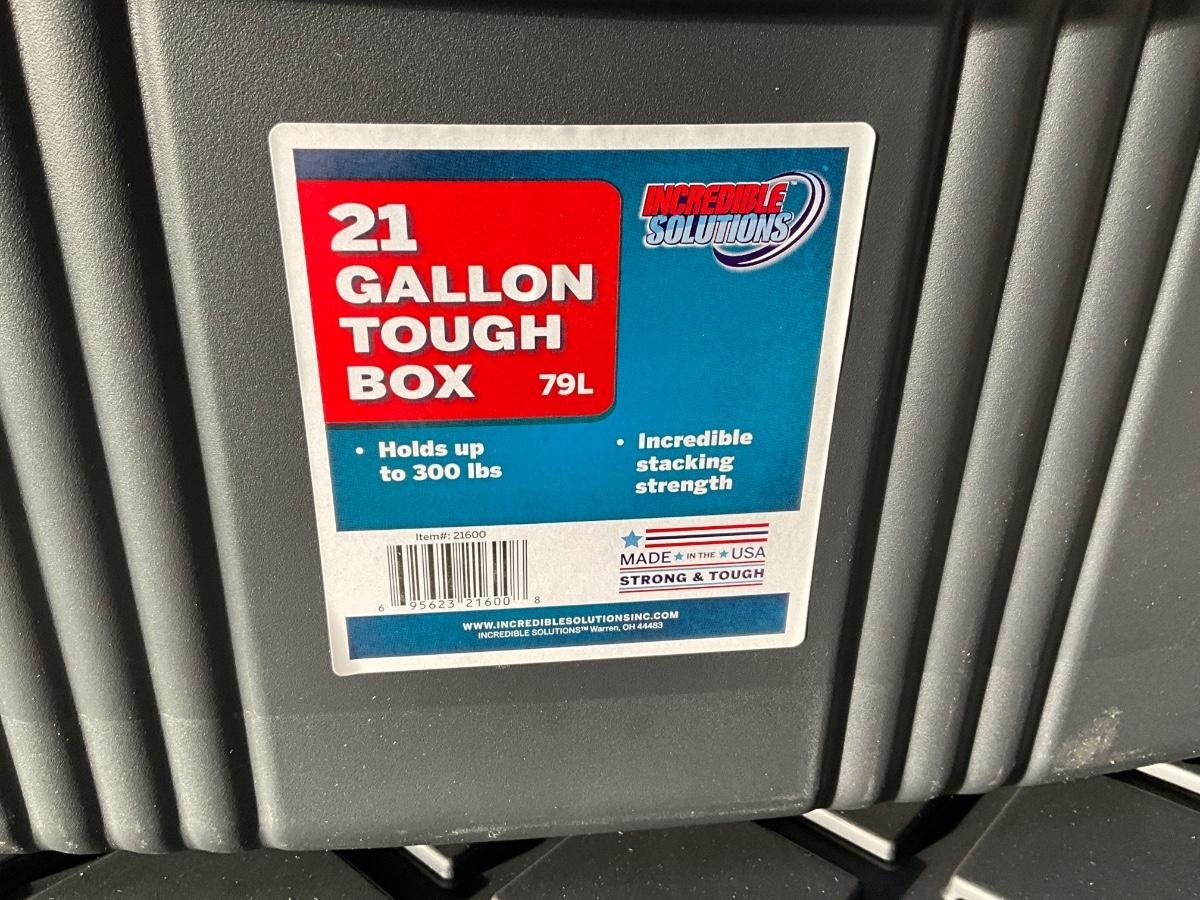 21
GALLON
TOUGH
BOX 79L
INCREDIBLE
SOLUTIONS™
• Holds up
to 300 lbs
• Incredible
stacking
strength
Item#: 21600
6 95623 21600 8
MADE IN THE USA
STRONG & TOUGH
WWW.INCREDIBLESOLUTIONSINC.COM
INCREDIBLE SOLUTIONS™ Warren, OH 44483